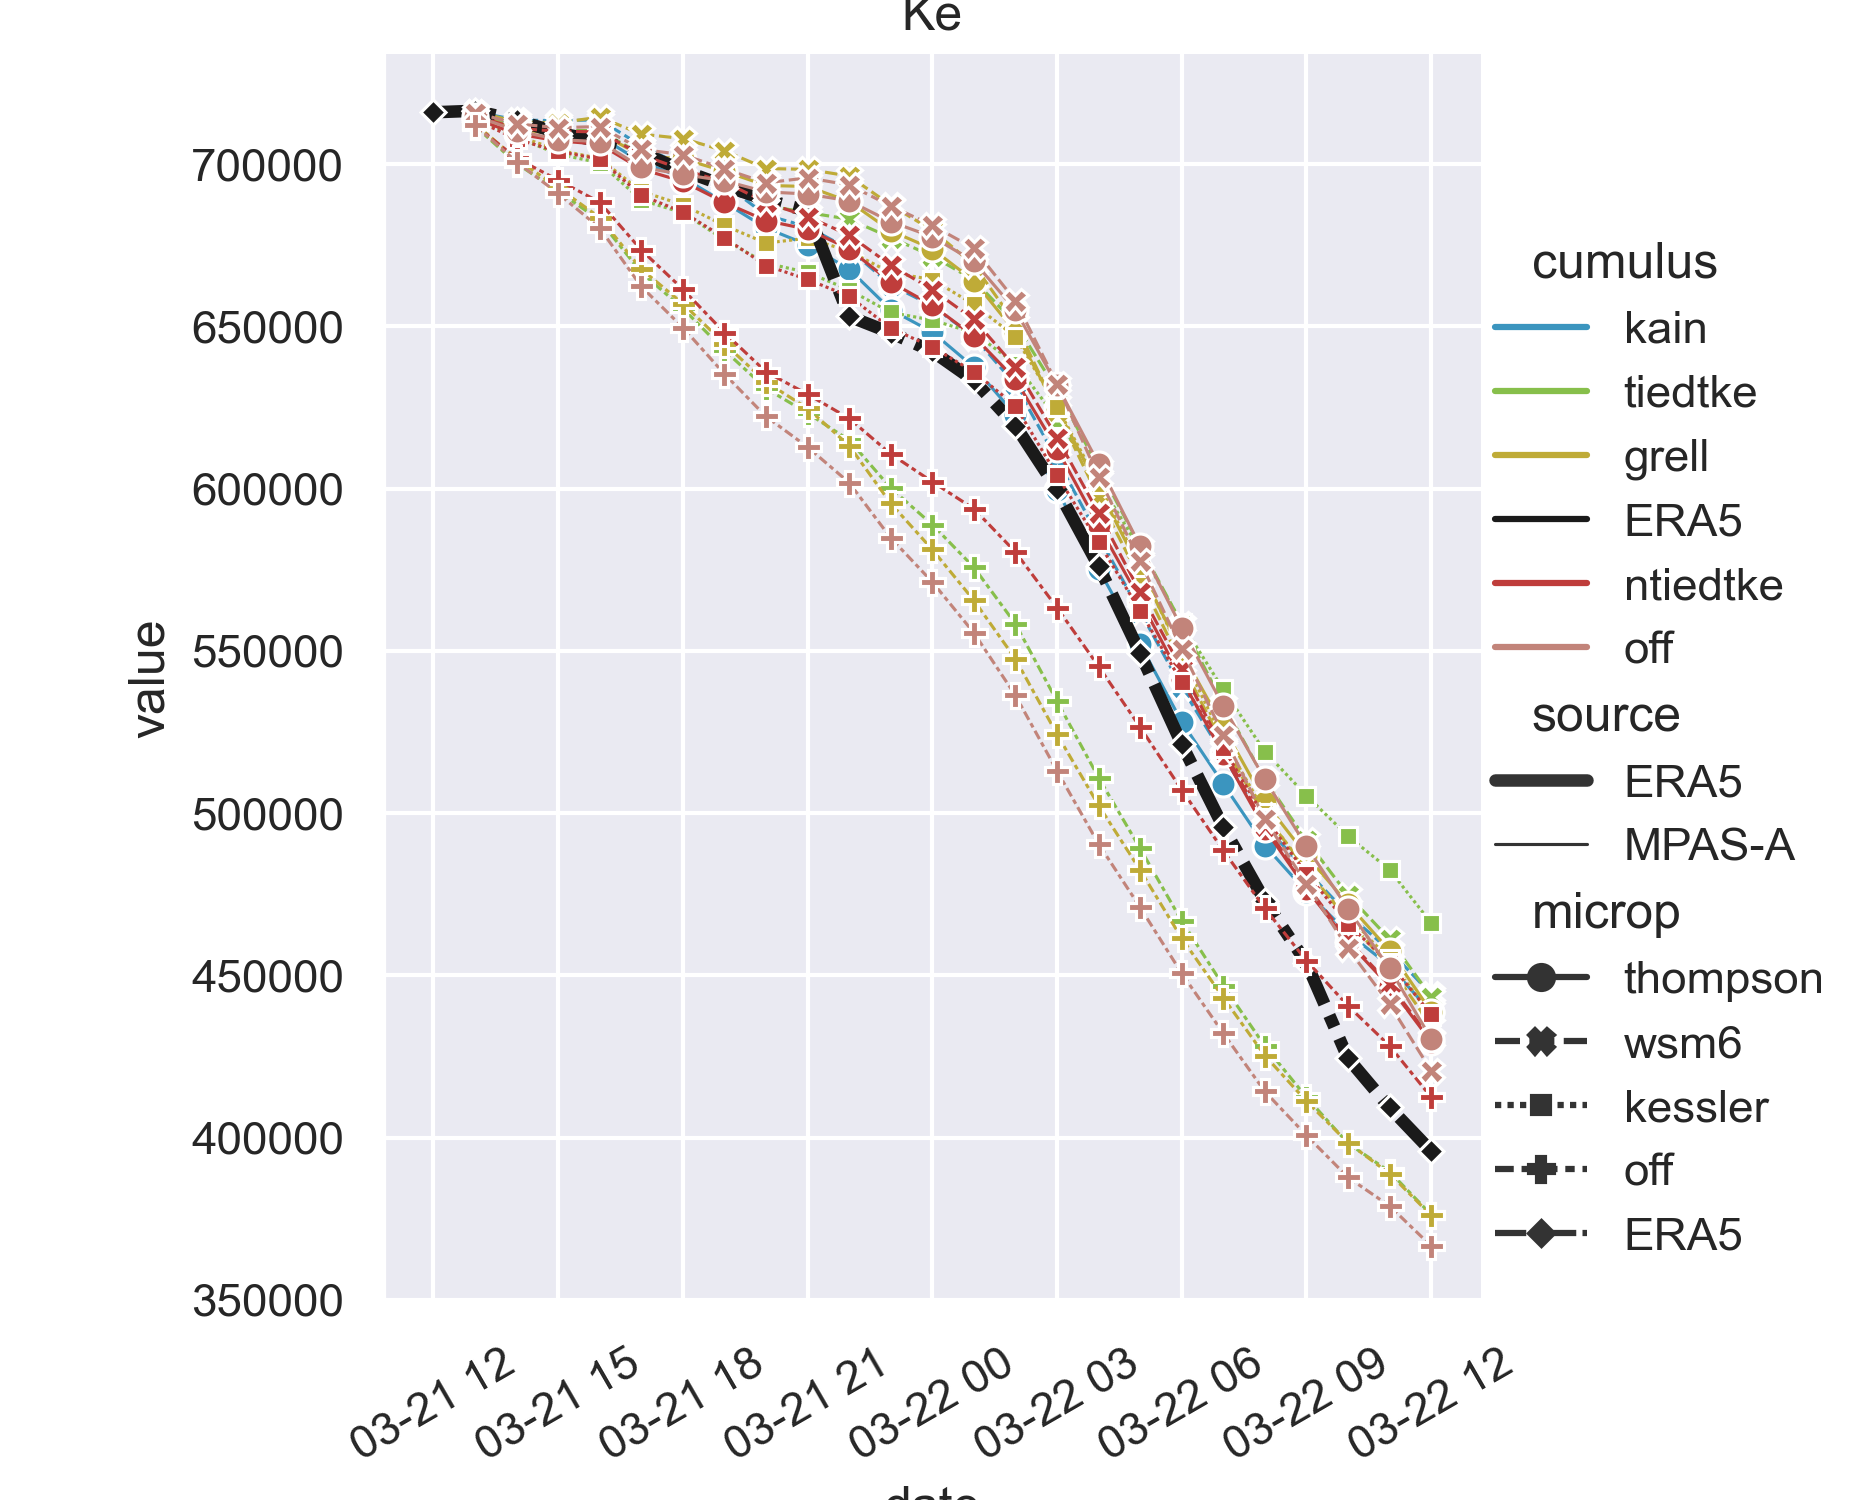 Ke
700000
650000
600000
550000
500000
450000
400000
350000
value
03-21 12
03-21 15
03-21 18
03-21 21
03-22 00
03-22 03
03-22 06
03-22 09
03-22 12
date
cumulus
kain
tiedtke
grell
ERA5
ntiedtke
off
source
ERA5
MPAS-A
microp
thompson
wsm6
kessler
off
ERA5